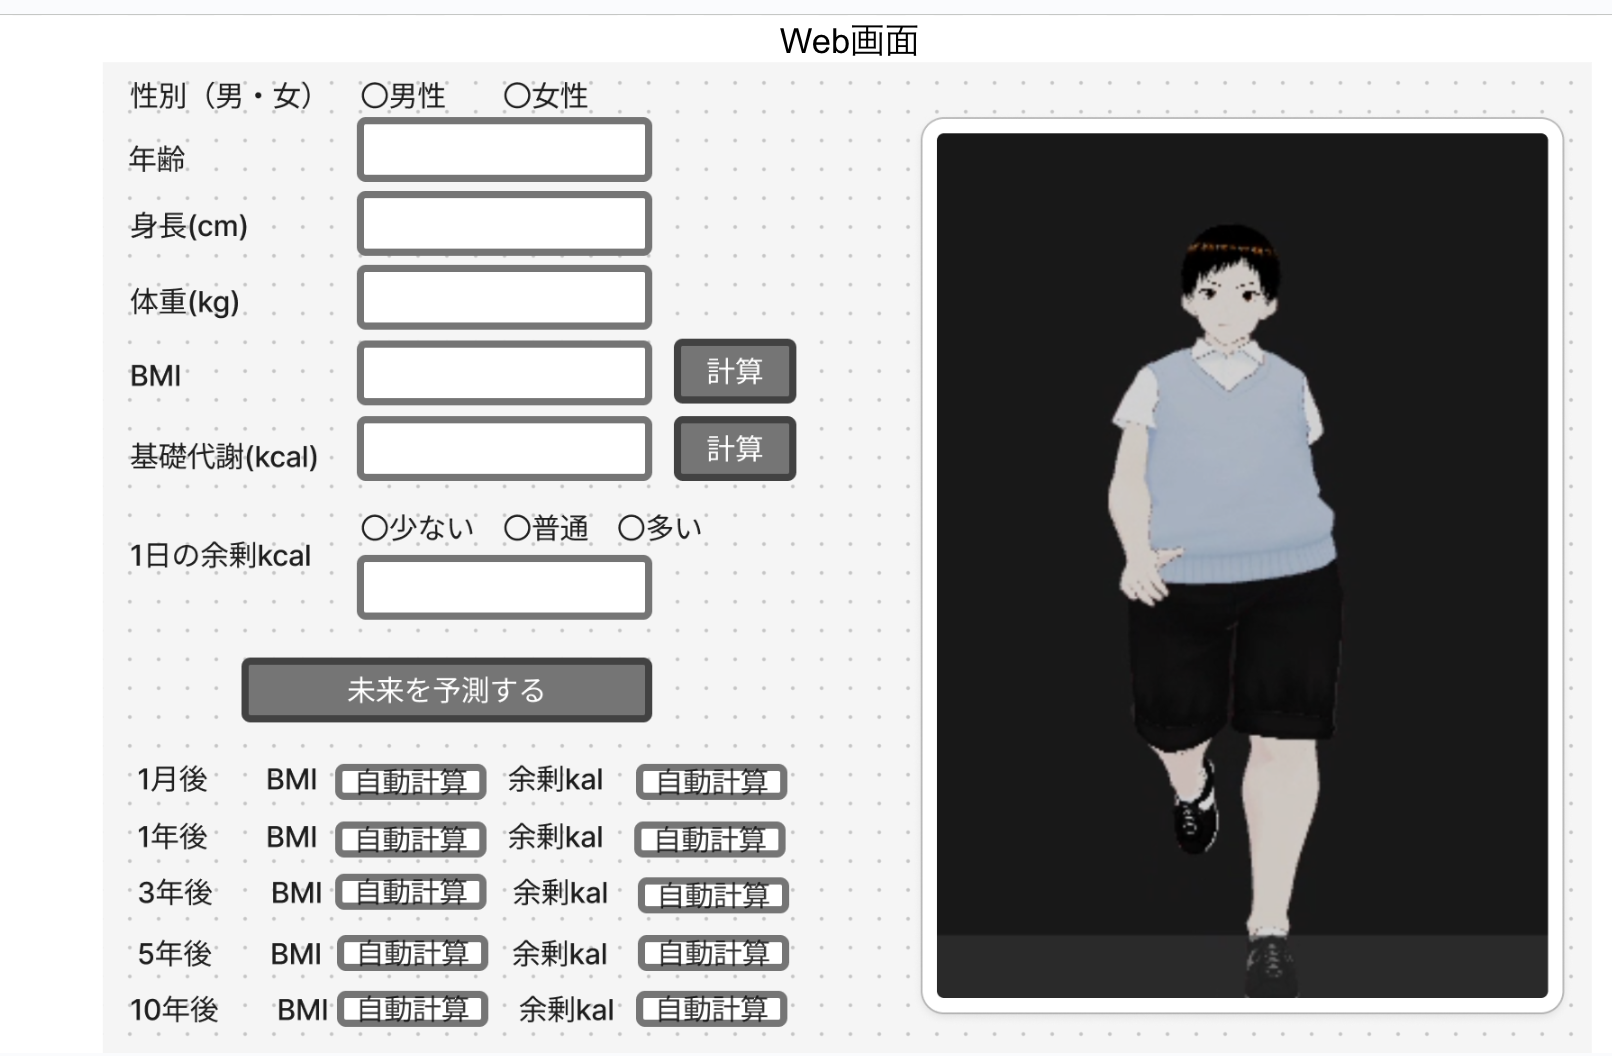 Web画面
性別（男・女） 〇男性 〇女性
年齢
身長(cm)
体重(kg)
BMI 計算
基礎代謝(kcal) 計算
〇少ない 〇普通 〇多い
1日の余剰kcal
未来を予測する
1月後 BMI 自動計算 余剰kal 自動計算
1年後 BMI 自動計算 余剰kal 自動計算
3年後 BMI 自動計算 余剰kal 自動計算
5年後 BMI 自動計算 余剰kal 自動計算
10年後 BMI 自動計算 余剰kal 自動計算